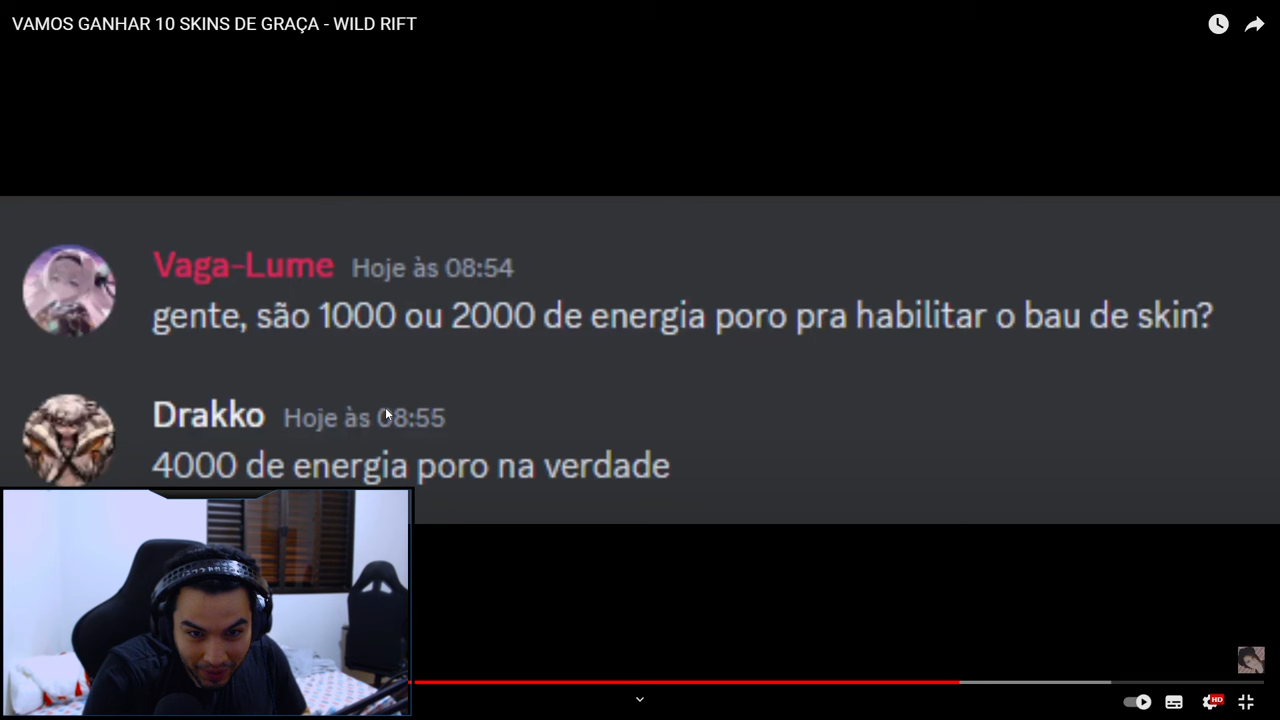 VAMOS GANHAR 10 SKINS DE GRAÇA - WILD RIFT
Vaga-Lume Hoje às 08:54
gente, são 1000 ou 2000 de energia poro pra habilitar o bau de skin?
Drakko Hoje às 08:55
4000 de energia poro na verdade
HD